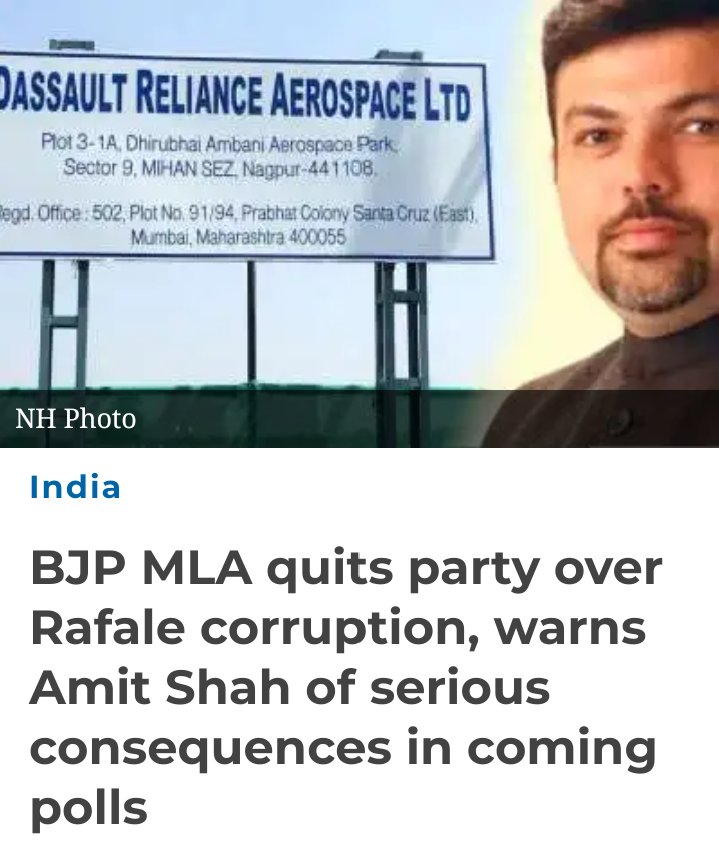 DASSAULT RELIANCE AEROSPACE LTD
Plot 3-1A, Dhirubhai Ambani Aerospace Park,
Sector 9, MIHAN SEZ, Nagpur-441108.
Regd. Office : 502, Plot No. 91/94, Prabhat Colony Santa Cruz (East),
Mumbai, Maharashtra 400055
NH Photo
India
BJP MLA quits party over
Rafale corruption, warns
Amit Shah of serious
consequences in coming
polls